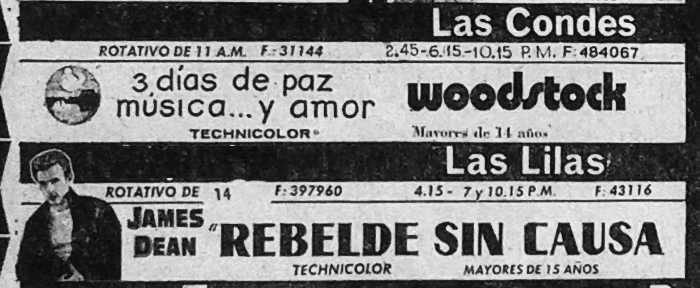 Las Condes
ROTATIVO DE 11 A.M. F.: 31144 2.45-6.15-10.15 P.M. F: 484067
3 días de paz
música... y amor
woodstock
TECHNICOLOR Mayores de 14 años
Las Lilas
ROTATIVO DE 14 F: 397960 4.15 - 7 y 10.15 P.M. F: 43116
JAMES
DEAN
"REBELDE SIN CAUSA
TECHNICOLOR MAYORES DE 15 AÑOS